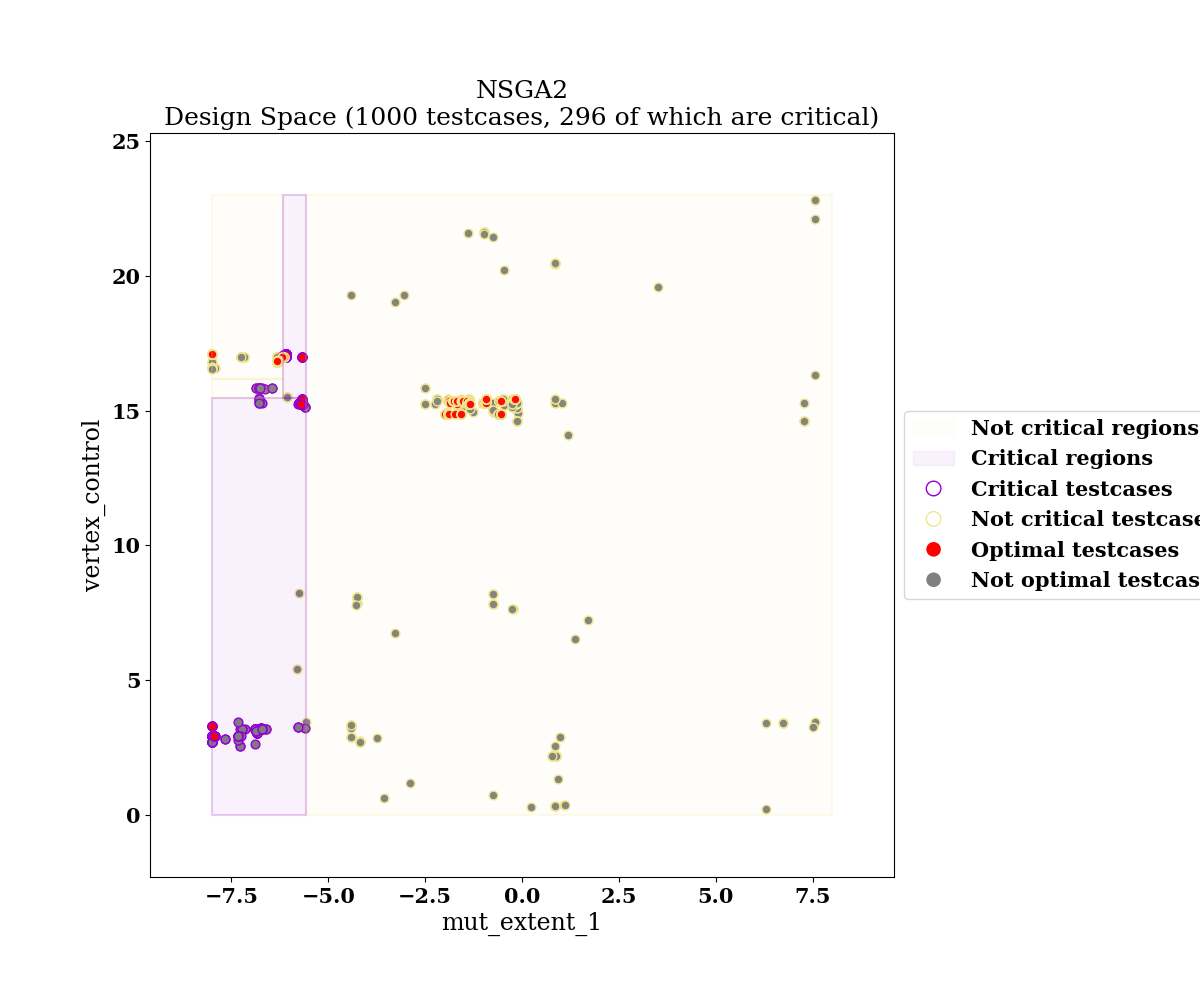 NSGA2
Design Space (1000 testcases, 296 of which are critical)
25
20
15
10
5
0
vertex_control
−7.5
−5.0
−2.5
0.0
2.5
5.0
7.5
mut_extent_1
Not critical regions
Critical regions
Critical testcases
Not critical testcase
Optimal testcases
Not optimal testcas